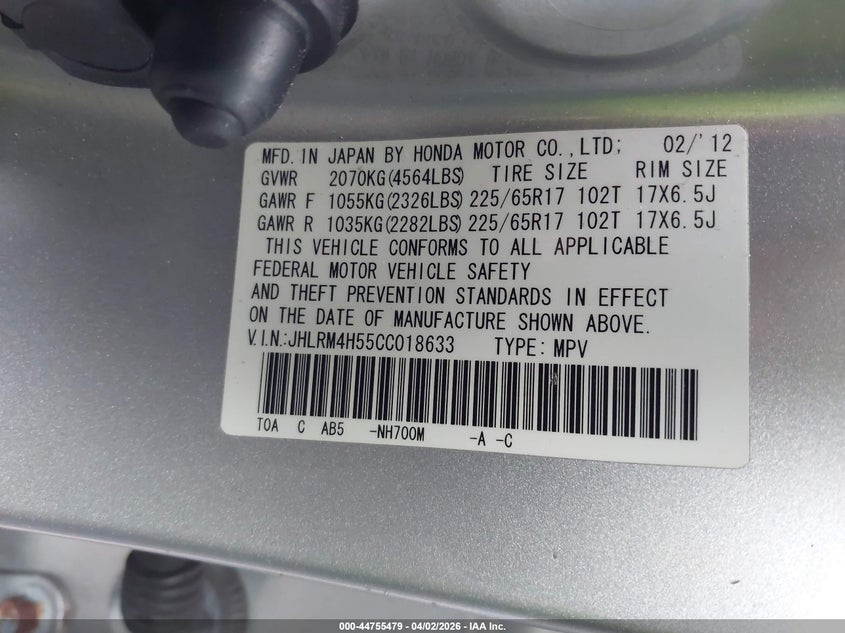 MFD. IN JAPAN BY HONDA MOTOR CO.,LTD; 02/'12
GVWR 2070KG(4564LBS) TIRE SIZE RIM SIZE
GAWR F 1055KG(2326LBS) 225/65R17 102T 17X6.5J
GAWR R 1035KG(2282LBS) 225/65R17 102T 17X6.5J
THIS VEHICLE CONFORMS TO ALL APPLICABLE
FEDERAL MOTOR VEHICLE SAFETY
AND THEFT PREVENTION STANDARDS IN EFFECT
ON THE DATE OF MANUFACTURE SHOWN ABOVE.
V.I.N.:JHLRM4H55CC018633 TYPE: MPV
T0A C AB5 -NH700M -A -C
000-44755479 - 04/02/2026 - IAA Inc.